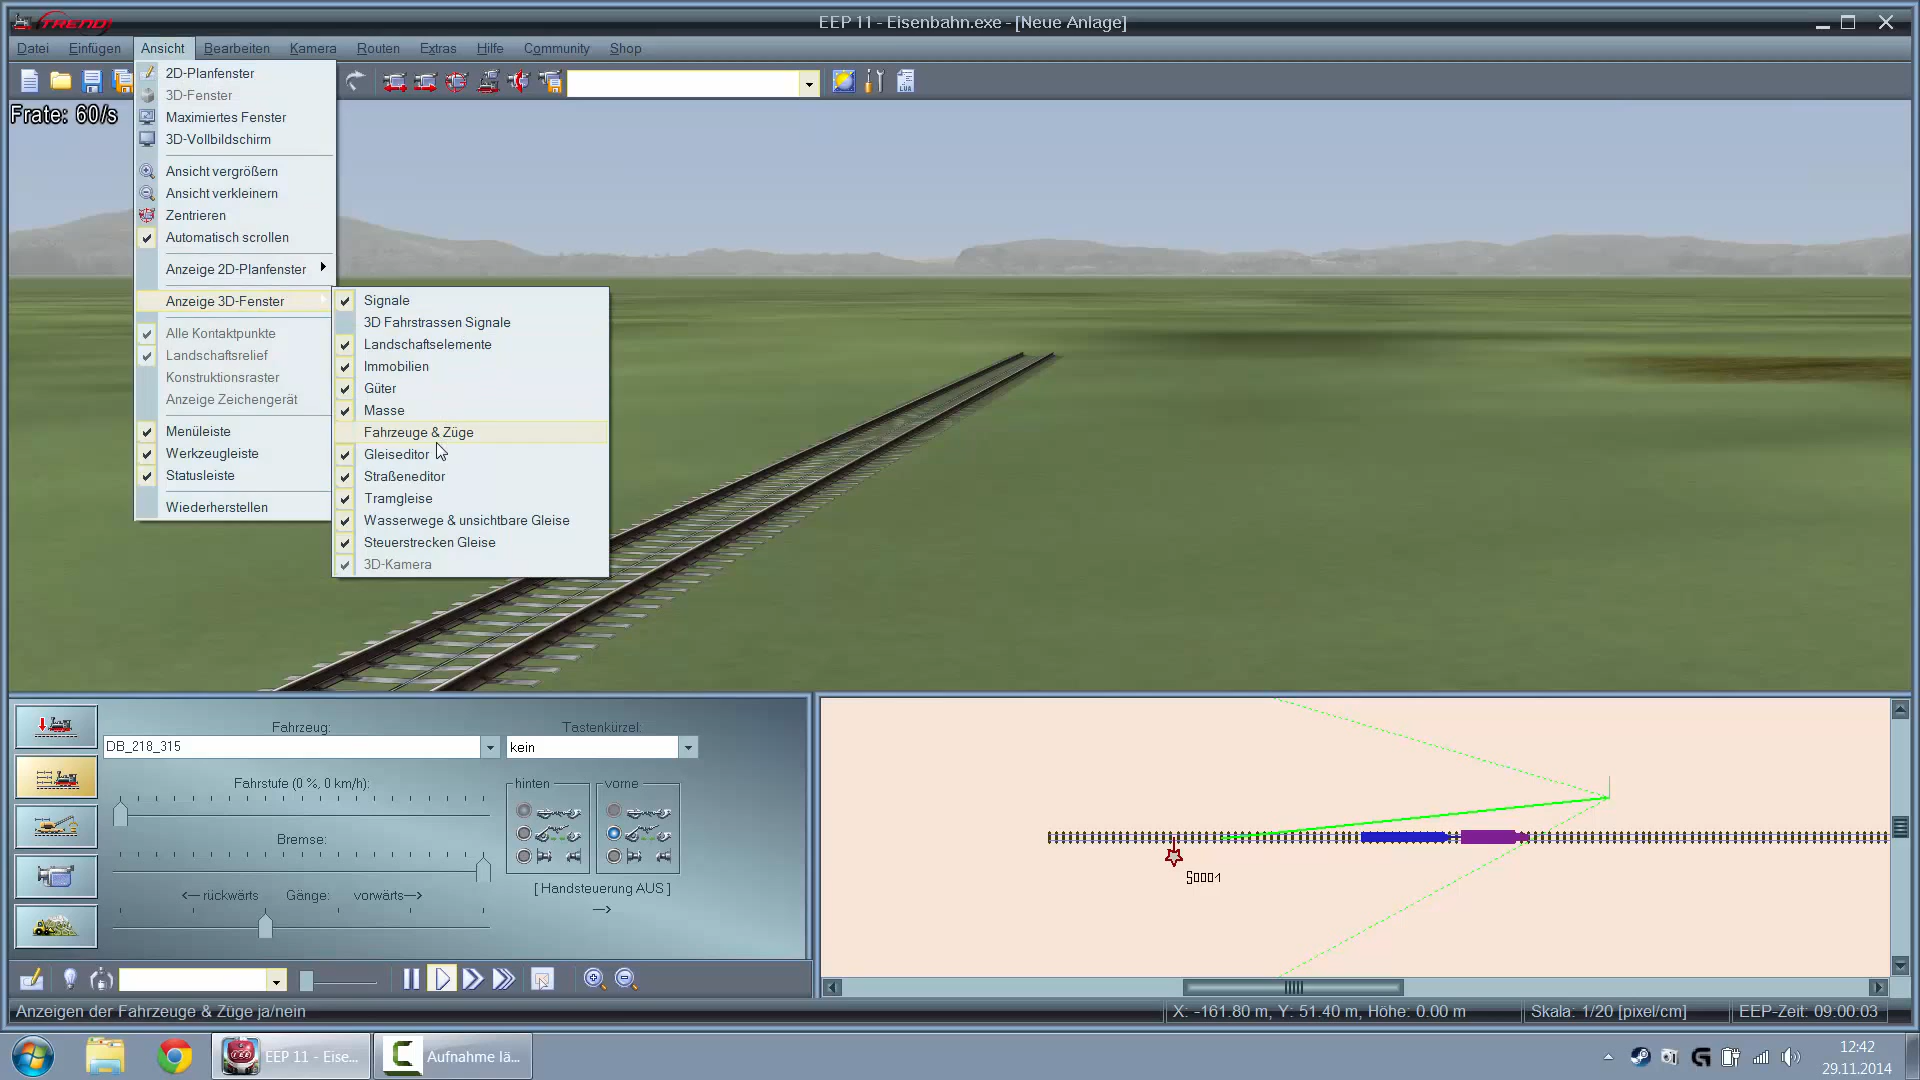 TREND
EEP 11 - Eisenbahn.exe - [Neue Anlage]
Datei Einfügen Ansicht Bearbeiten Kamera Routen Extras Hilfe Community Shop
Frate: 60/s
2D-Planfenster
3D-Fenster
Maximiertes Fenster
3D-Vollbildschirm
Ansicht vergrößern
Ansicht verkleinern
Zentrieren
Automatisch scrollen
Anzeige 2D-Planfenster
Anzeige 3D-Fenster
Alle Kontaktpunkte
Landschaftsrelief
Konstruktionsraster
Anzeige Zeichengerät
Menüleiste
Werkzeugleiste
Statusleiste
Wiederherstellen
Signale
3D Fahrstrassen Signale
Landschaftselemente
Immobilien
Güter
Masse
Fahrzeuge & Züge
Gleiseditor
Straßeneditor
Tramgleise
Wasserwege & unsichtbare Gleise
Steuerstrecken Gleise
3D-Kamera
LUA
Fahrzeug:
Tastenkürzel:
DB_218_315
kein
Fahrstufe (0 %, 0 km/h):
hinten
vorne
Bremse:
<-- rückwärts Gänge: vorwärts-->
[ Handsteuerung AUS ]
-->
S0001
Anzeigen der Fahrzeuge & Züge ja/nein
X: -161.80 m, Y: 51.40 m, Höhe: 0.00 m
Skala: 1/20 [pixel/cm]
EEP-Zeit: 09:00:03
EEP 11 - Eise...
Aufnahme lä...
12:42
29.11.2014